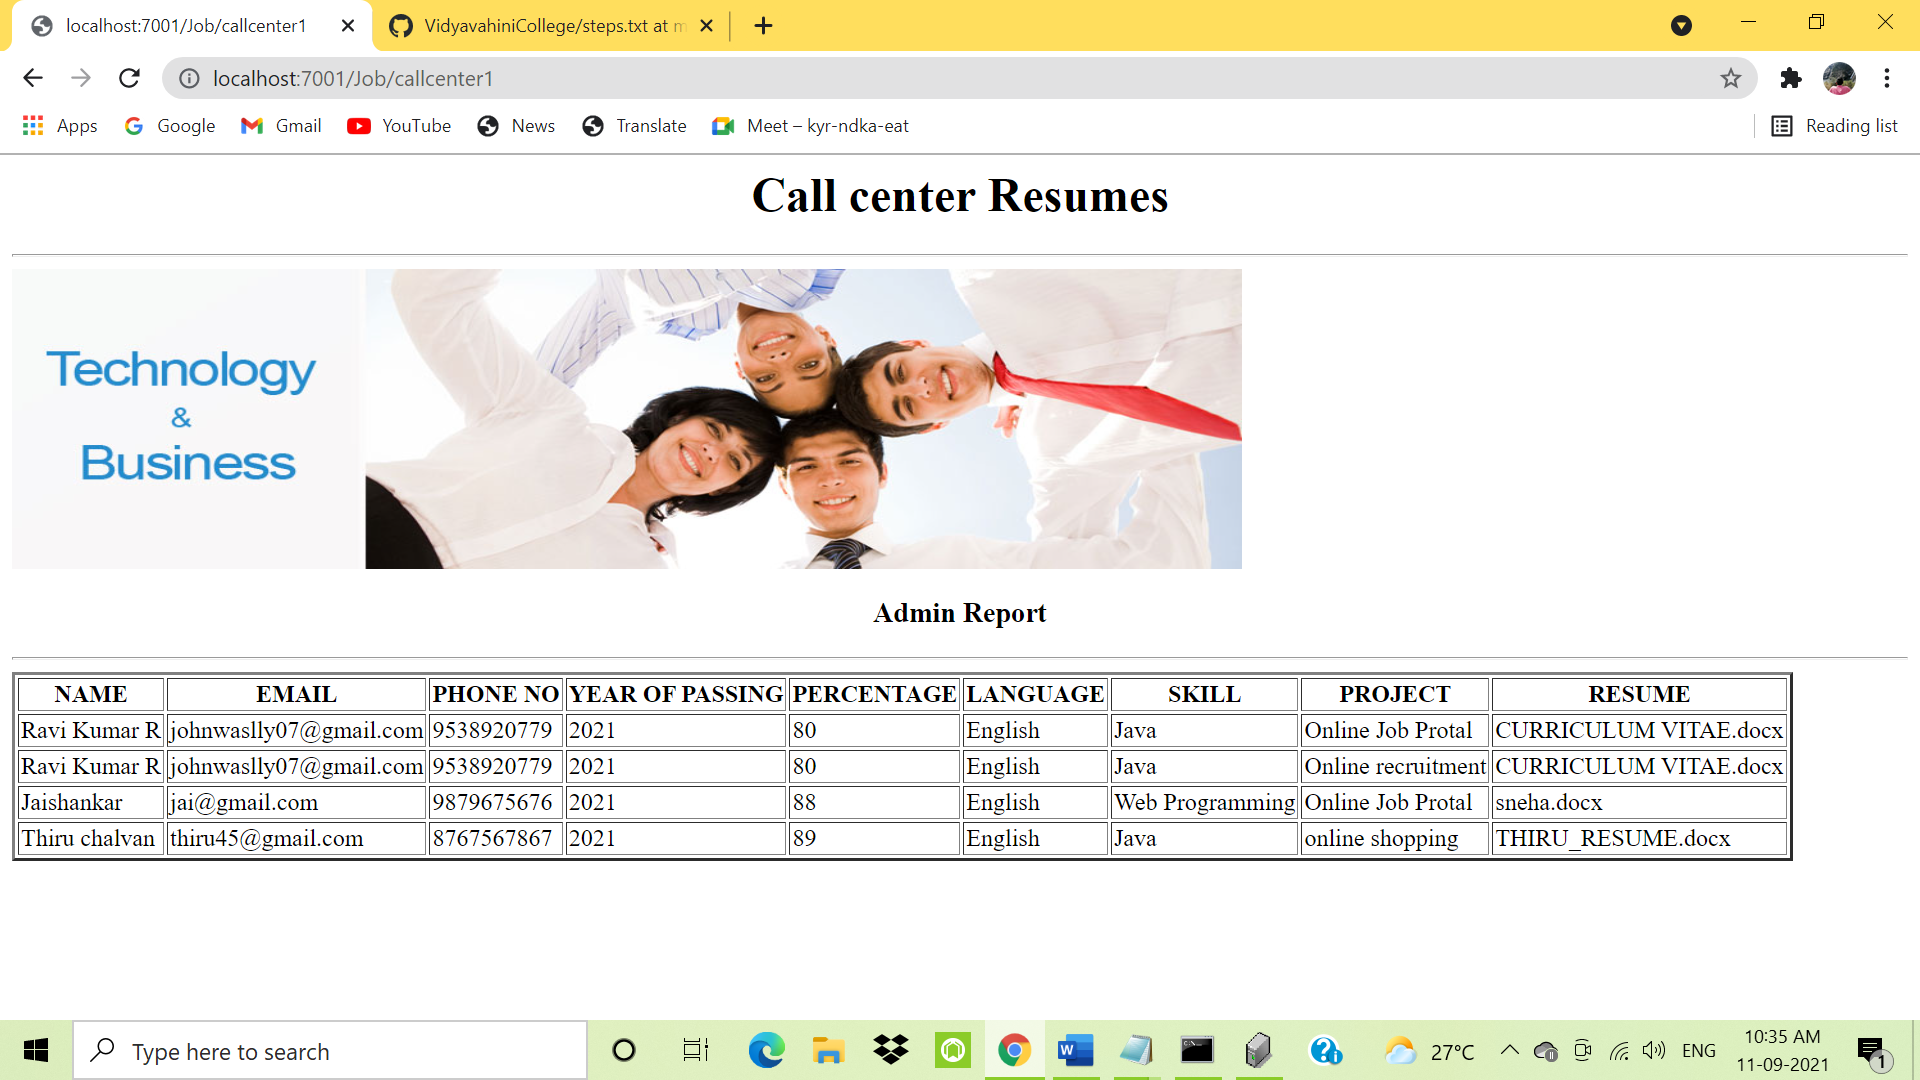 localhost:7001/Job/callcenter1
VidyavahiniCollege/steps.txt at m
localhost:7001/Job/callcenter1
Apps Google Gmail YouTube News Translate Meet – kyr-ndka-eat Reading list
Call center Resumes
Technology
&
Business
Admin Report
NAME EMAIL PHONE NO YEAR OF PASSING PERCENTAGE LANGUAGE SKILL PROJECT RESUME
Ravi Kumar R johnwaslly07@gmail.com 9538920779 2021 80 English Java Online Job Protal CURRICULUM VITAE.docx
Ravi Kumar R johnwaslly07@gmail.com 9538920779 2021 80 English Java Online recruitment CURRICULUM VITAE.docx
Jaishankar jai@gmail.com 9879675676 2021 88 English Web Programming Online Job Protal sneha.docx
Thiru chalvan thiru45@gmail.com 8767567867 2021 89 English Java online shopping THIRU_RESUME.docx
Type here to search
27°C
ENG
10:35 AM
11-09-2021
1